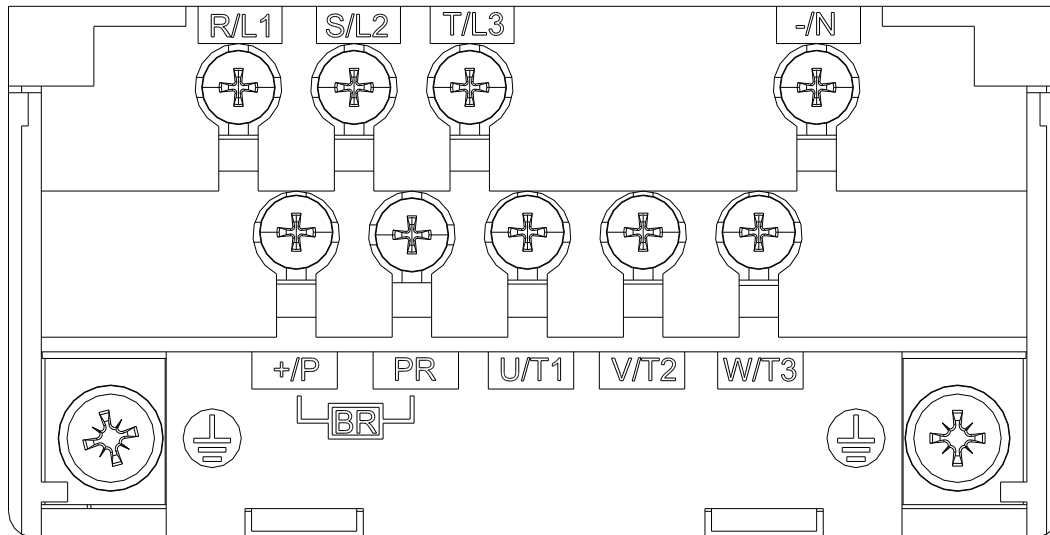 R/L1 S/L2 T/L3 -/N
+/P PR U/T1 V/T2 W/T3
BR